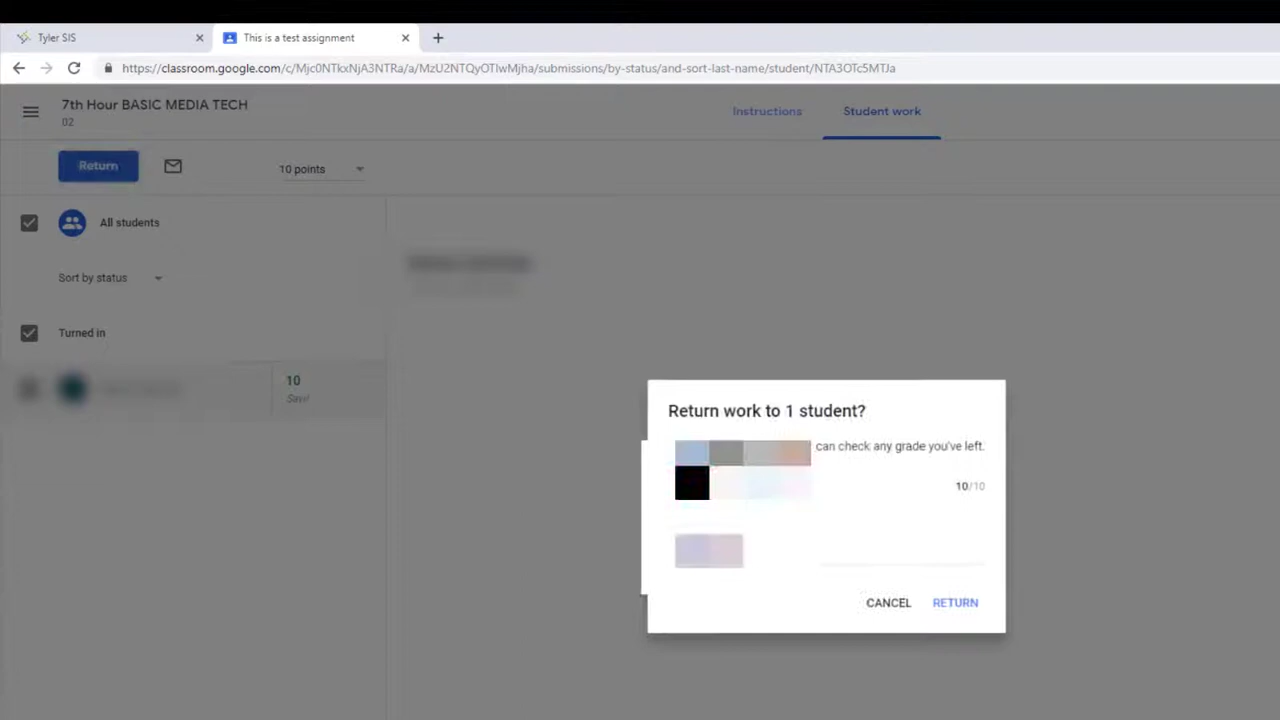 Tyler SIS
This is a test assignment
https://classroom.google.com/c/Mjc0NTkxNjA3NTRa/a/MzU2NTQyOTIwMjha/submissions/by-status/and-sort-last-name/student/NTA3OTc5MTJa
7th Hour BASIC MEDIA TECH
02
Instructions
Student work
Return
10 points
All students
Sort by status
Turned in
10
Return work to 1 student?
can check any grade you've left.
10/10
CANCEL
RETURN